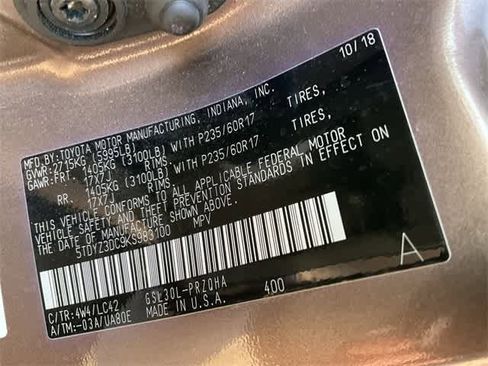 10/18
MFD.BY:TOYOTA MOTOR MANUFACTURING, INDIANA, INC.
GVWR:2715KG (5995LB)
GAWR:FRT. 1405KG (3100LB) WITH P235/60R17 TIRES,
17X7J RIMS
RR. 1405KG (3100LB) WITH P235/60R17 TIRES,
17X7J RIMS
THIS VEHICLE CONFORMS TO ALL APPLICABLE FEDERAL MOTOR
VEHICLE SAFETY AND THEFT PREVENTION STANDARDS IN EFFECT
ON THE DATE OF MANUFACTURE SHOWN ABOVE.
MPV
A
C/TR:4W4/LC42 GSL30L-PRZQHA 400
A/TM:-03A/UA80E MADE IN U.S.A.